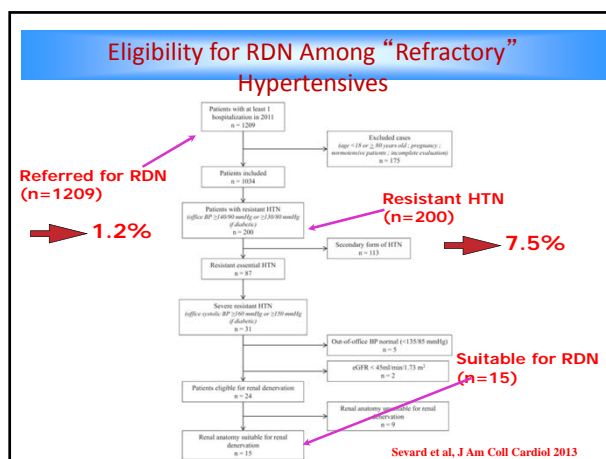 Eligibility for RDN Among “Refractory”
Hypertensives
Patients with at least 1
hospitalization in 2011
n = 1209
Excluded cases
(age <18 or ≥ 80 years old ; pregnancy ;
normotensive patients ; incomplete evaluation)
n = 175
Referred for RDN
(n=1209)
Patients included
n = 1034
Resistant HTN
(n=200)
Patients with resistant HTN
(office BP ≥140/90 mmHg or ≥130/80 mmHg
if diabetic)
n = 200
1.2%
7.5%
Secondary form of HTN
n = 113
Resistant essential HTN
n = 87
Severe resistant HTN
(office systolic BP ≥160 mmHg or ≥150 mmHg
if diabetic)
n = 31
Out-of-office BP normal (<135/85 mmHg)
n = 5
Suitable for RDN
(n=15)
eGFR < 45ml/min/1.73 m²
n = 2
Patients eligible for renal denervation
n = 24
Renal anatomy unsuitable for renal
denervation
n = 9
Renal anatomy suitable for renal
denervation
n = 15
Sevard et al, J Am Coll Cardiol 2013